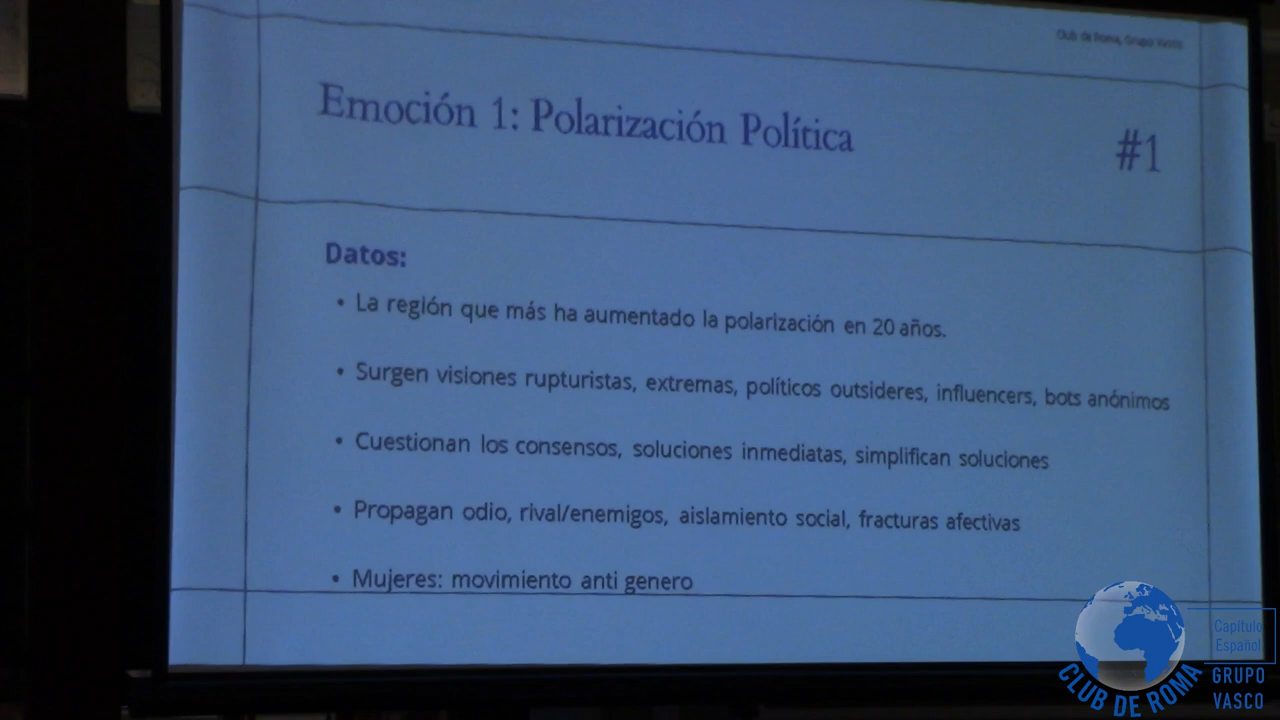 Club de Roma, Grupo Vasco
Emoción 1: Polarización Política
#1
Datos:
• La región que más ha aumentado la polarización en 20 años.
• Surgen visiones rupturistas, extremas, políticos outsideres, influencers, bots anónimos
• Cuestionan los consensos, soluciones inmediatas, simplifican soluciones
• Propagan odio, rival/enemigos, aislamiento social, fracturas afectivas
• Mujeres: movimiento anti genero
Capítulo
Español
CLUB DE ROMA
GRUPO
VASCO